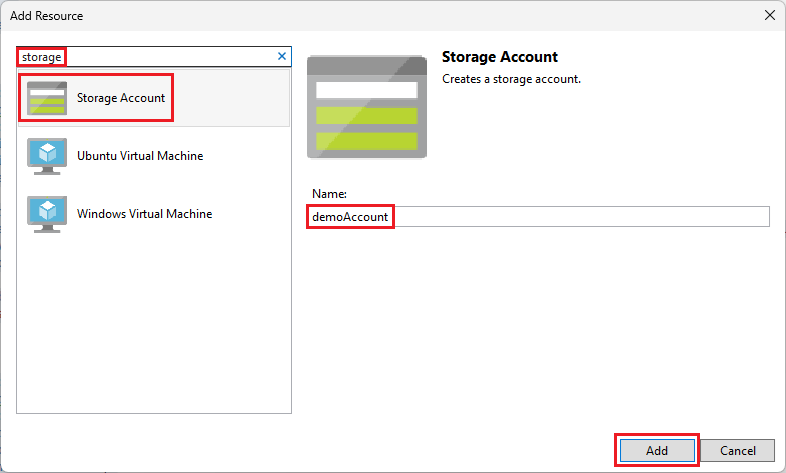 Add Resource
storage
Storage Account
Ubuntu Virtual Machine
Windows Virtual Machine
Storage Account
Creates a storage account.
Name:
demoAccount
Add
Cancel